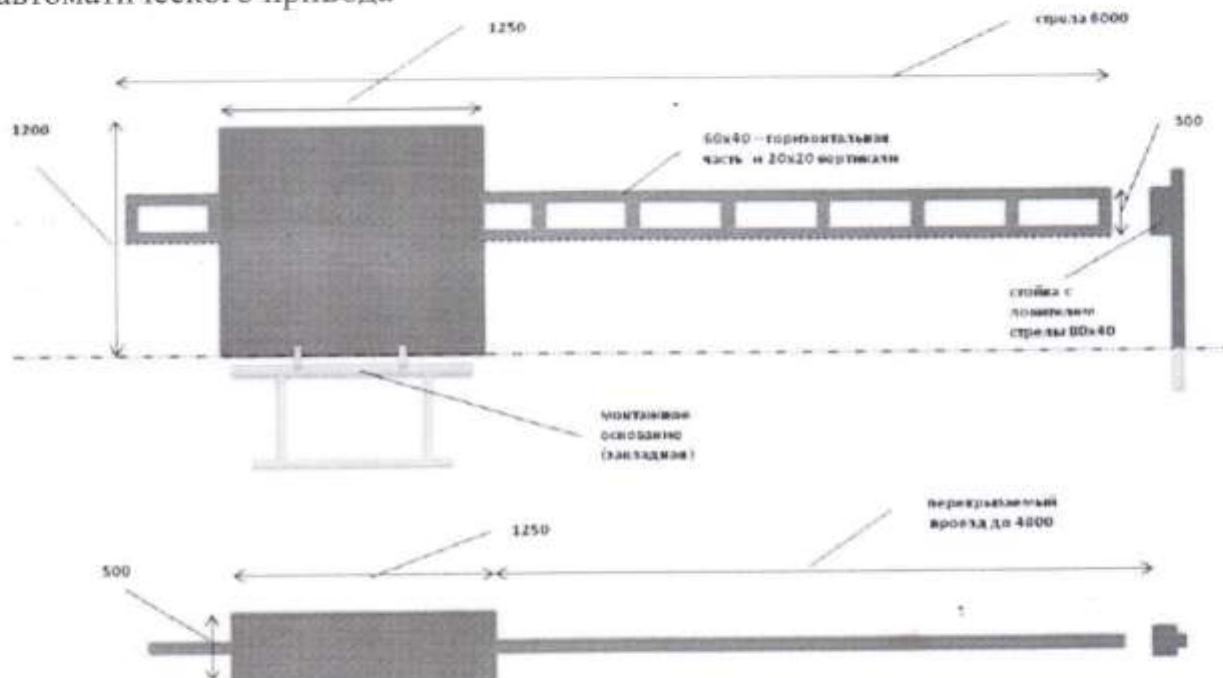 автоматического привода
1250
стрела 6000
1200
60х40 – горизонтальная
часть и 20х20 вертикали
300
стойка с
ловителем
стрелы 80х40
монтажное
основание
(закладная)
перекрываемый
проезд до 4800
1250
500